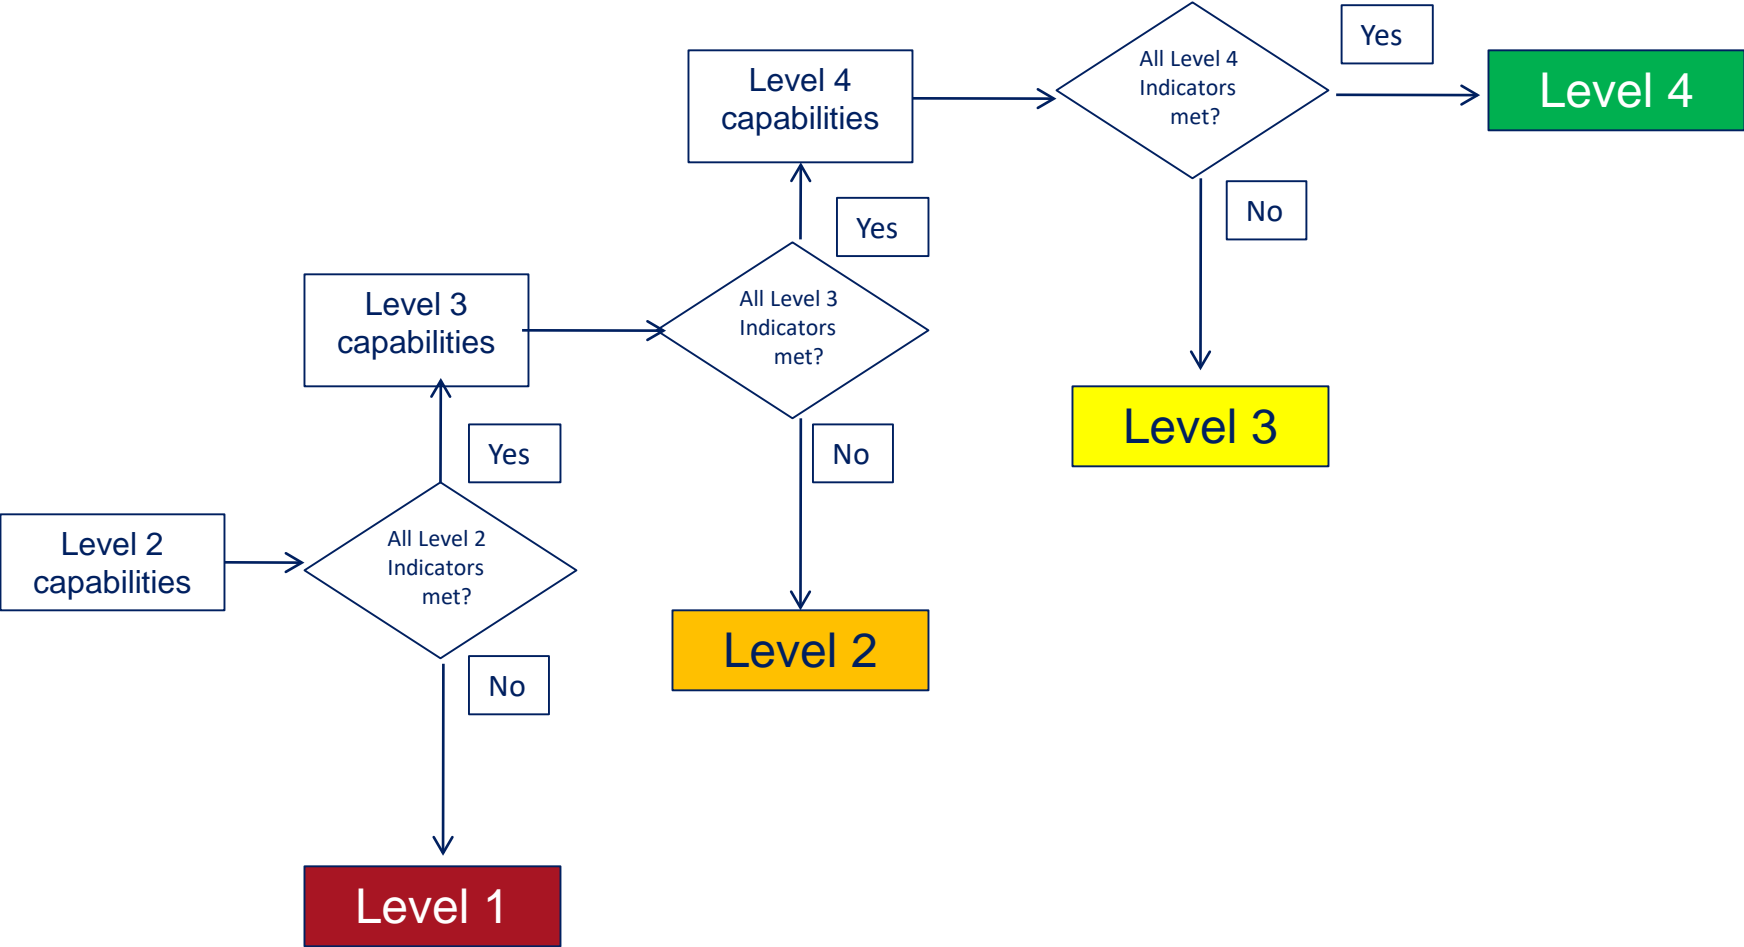 Level 4
capabilities
All Level 4
Indicators
met?
Yes
Level 4
No
Level 3
capabilities
All Level 3
Indicators
met?
Yes
No
Level 3
Level 2
capabilities
All Level 2
Indicators
met?
Yes
No
Level 2
Level 1